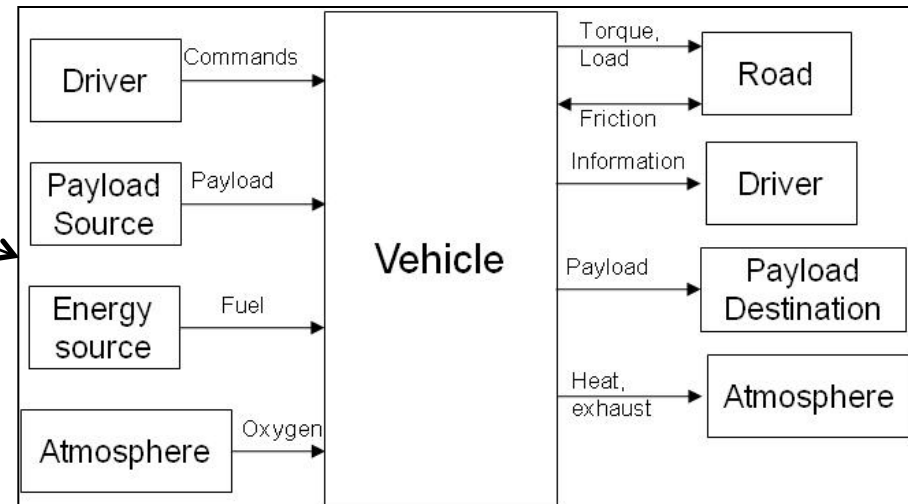 Driver
Commands
Payload
Source
Payload
Energy
source
Fuel
Atmosphere
Oxygen
Vehicle
Torque,
Load
Road
Friction
Information
Driver
Payload
Payload
Destination
Heat,
exhaust
Atmosphere